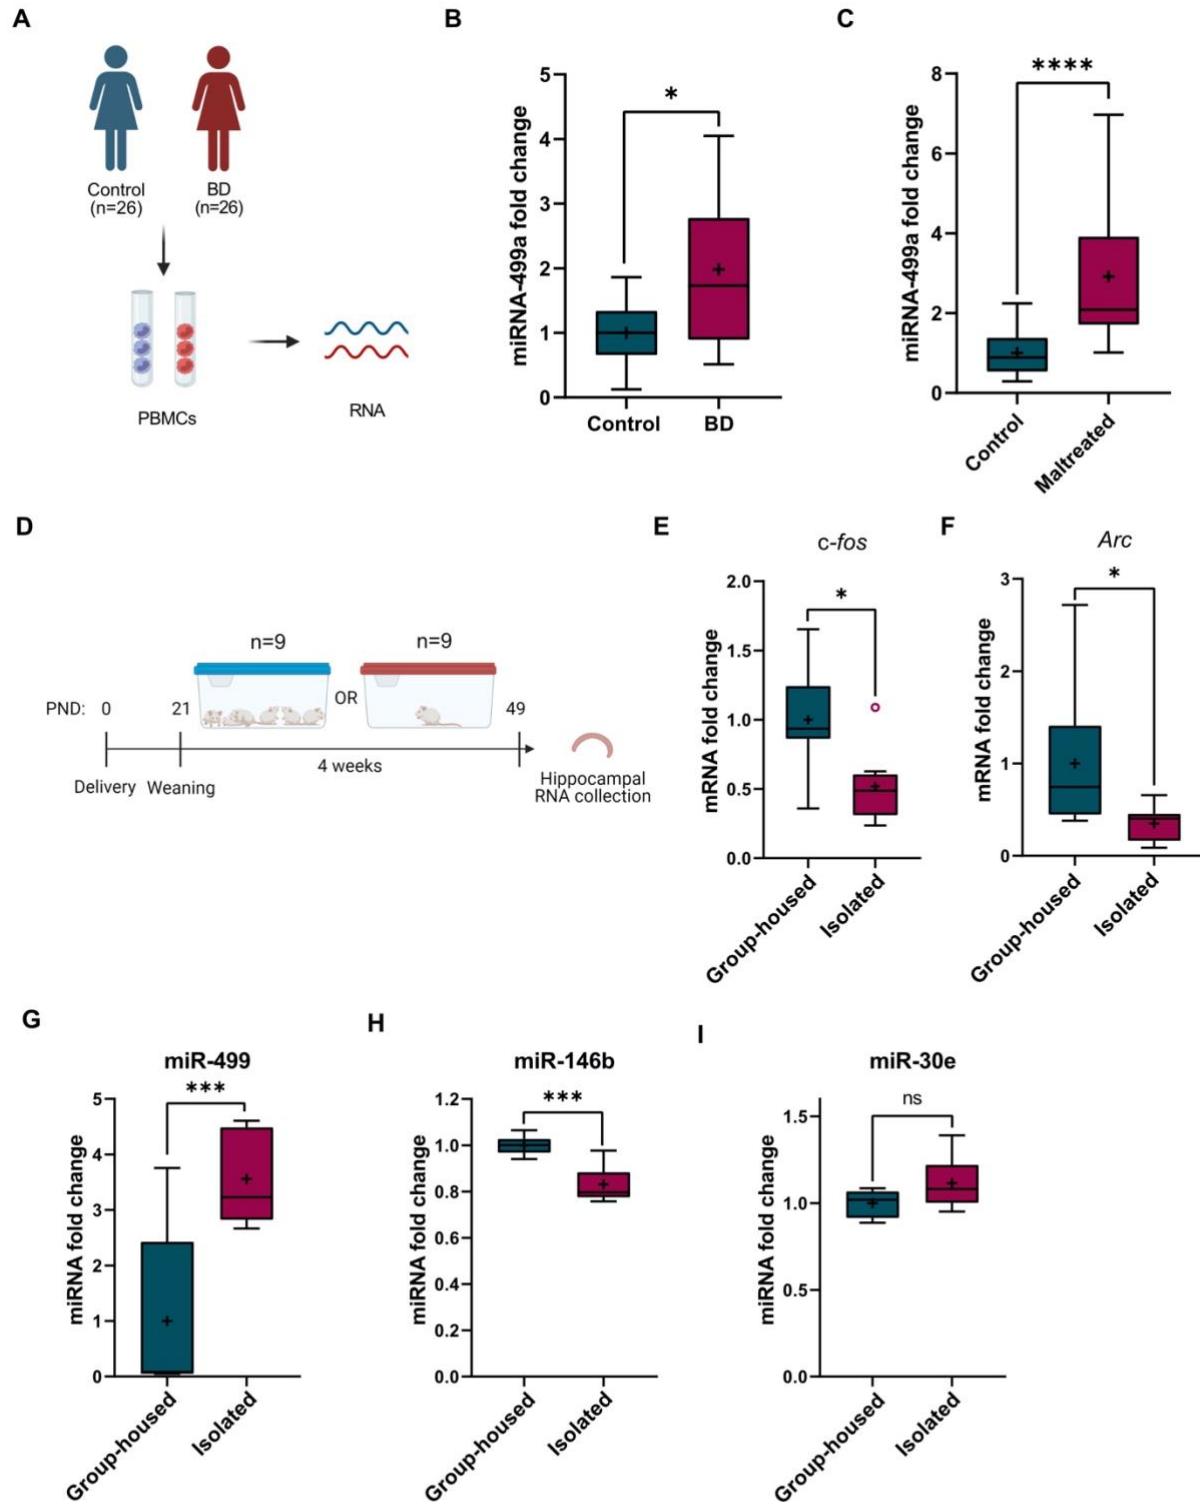 A
Control
(n=26)
BD
(n=26)
PBMCs
RNA
B
miRNA-499a fold change
5
4
3
2
1
0
*
Control
BD
C
miRNA-499a fold change
8
6
4
2
0
****
Control
Maltreated
D
n=9
n=9
PND: 0
21
OR
49
4 weeks
Delivery
Weaning
Hippocampal
RNA collection
E
c-fos
mRNA fold change
2.0
1.5
1.0
0.5
0.0
*
Group-housed
Isolated
F
Arc
mRNA fold change
3
2
1
0
*
Group-housed
Isolated
G
miR-499
miRNA fold change
5
4
3
2
1
0
***
Group-housed
Isolated
H
miR-146b
miRNA fold change
1.2
1.0
0.8
0.6
0.4
0.2
0.0
***
Group-housed
Isolated
I
miR-30e
miRNA fold change
1.5
1.0
0.5
0.0
ns
Group-housed
Isolated